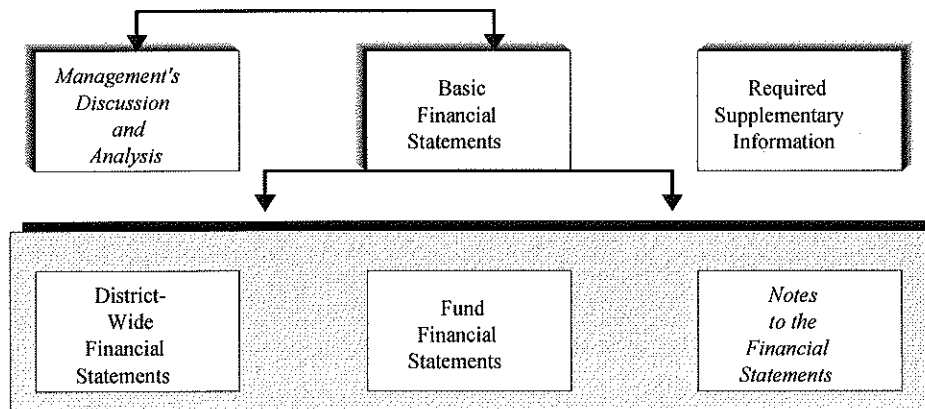 Management's
Discussion
and
Analysis
Basic
Financial
Statements
Required
Supplementary
Information
District-
Wide
Financial
Statements
Fund
Financial
Statements
Notes
to the
Financial
Statements